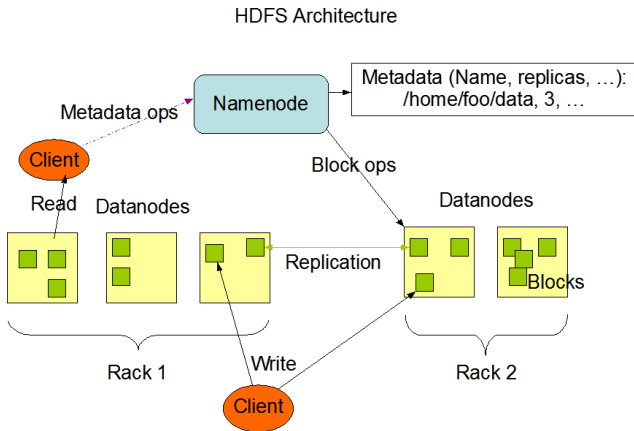 HDFS Architecture
Metadata (Name, replicas, …):
/home/foo/data, 3, …
Namenode
Metadata ops
Client
Block ops
Read
Datanodes
Datanodes
Replication
Blocks
Rack 1
Write
Rack 2
Client